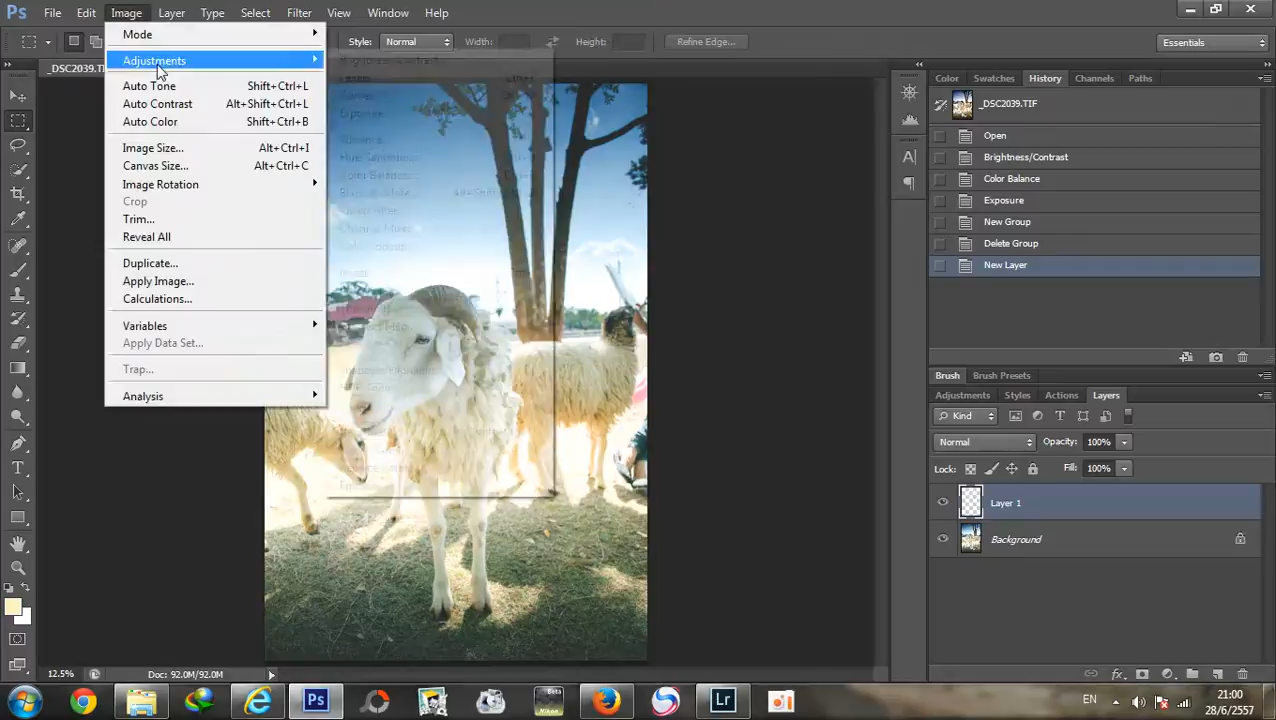 Ps File Edit Image Layer Type Select Filter View Window Help
Style: Normal Width: Height: Refine Edge... Essentials
_DSC2039.TI
Mode
Adjustments
Auto Tone Shift+Ctrl+L
Auto Contrast Alt+Shift+Ctrl+L
Auto Color Shift+Ctrl+B
Image Size... Alt+Ctrl+I
Canvas Size... Alt+Ctrl+C
Image Rotation
Crop
Trim...
Reveal All
Duplicate...
Apply Image...
Calculations...
Variables
Apply Data Set...
Trap...
Analysis
Color Swatches History Channels Paths
_DSC2039.TIF
Open
Brightness/Contrast
Color Balance
Exposure
New Group
Delete Group
New Layer
Brush Brush Presets
Adjustments Styles Actions Layers
Kind
Normal Opacity: 100%
Lock: Fill: 100%
Layer 1
Background
12.5% Doc: 92.0M/92.0M
Ps Beta Nikon Lr EN 21:00
28/6/2557